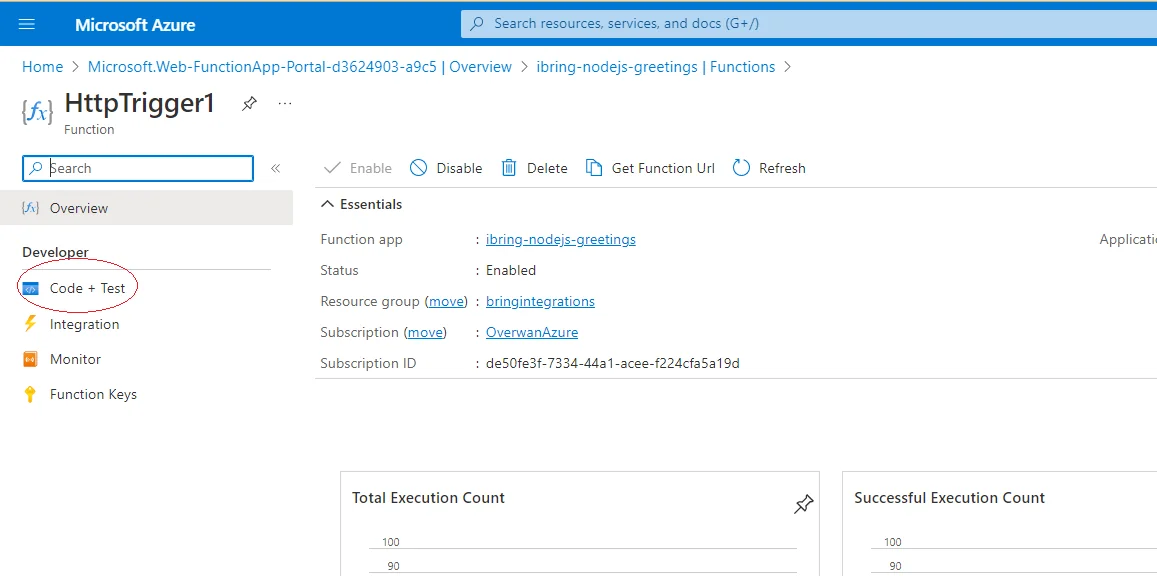 Microsoft Azure
Search resources, services, and docs (G+/)
Home > Microsoft.Web-FunctionApp-Portal-d3624903-a9c5 | Overview > ibring-nodejs-greetings | Functions >
{fx} HttpTrigger1 ...
Function
Search «
Enable Disable Delete Get Function Url Refresh
{fx} Overview
Essentials
Developer
Function app : ibring-nodejs-greetings
Applicatio
Status : Enabled
Code + Test
Resource group (move) : bringintegrations
Integration
Subscription (move) : OverwanAzure
Monitor
Subscription ID : de50fe3f-7334-44a1-acee-f224cfa5a19d
Function Keys
Total Execution Count
100
90
Successful Execution Count
100
90